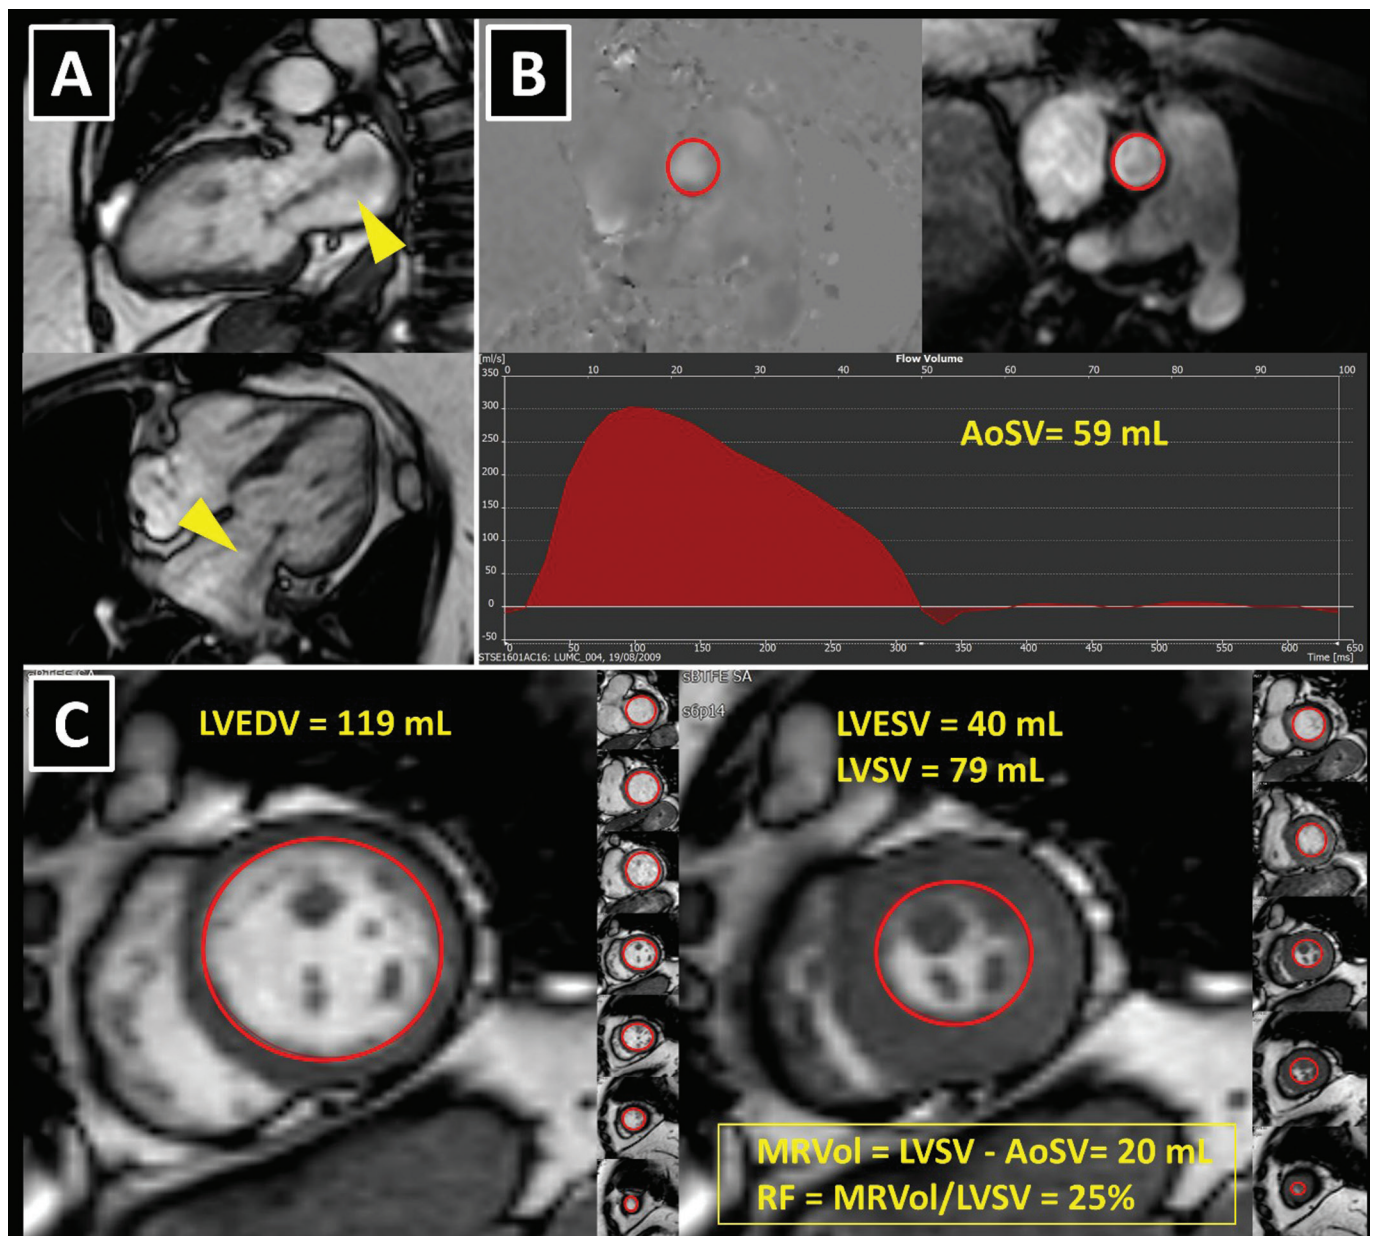 A
B
[ml/s]
Flow Volume
0 10 20 30 40 50 60 70 80 90 100
350
300
250
200
150
100
50
0
-50
AoSV= 59 mL
50 100 150 200 250 300 350 400 450 500 550 600 650
STSE1601AC16: LUMC_004, 19/08/2009
Time [ms]
C
LVEDV = 119 mL
sBTFE SA
s6p14
LVESV = 40 mL
LVSV = 79 mL
MRVol = LVSV - AoSV= 20 mL
RF = MRVol/LVSV = 25%